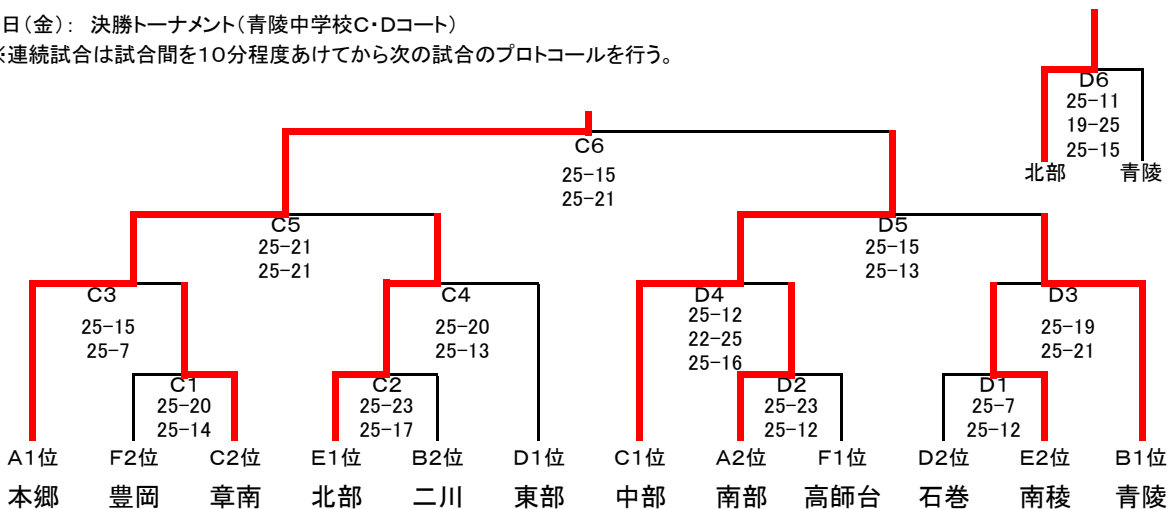 日(金): 決勝トーナメント(青陵中学校C・Dコート)
※連続試合は試合間を10分程度あけてから次の試合のプロトコールを行う。
D6
25-11
19-25
25-15
北部 青陵
C6
25-15
25-21
C5 D5
25-21 25-15
25-21 25-13
C3 C4 D4 D3
25-15 25-20 25-12 25-19
25-7 25-13 22-25 25-21
25-16
C1 C2 D2 D1
25-20 25-23 25-23 25-7
25-14 25-17 25-12 25-12
A1位 F2位 C2位 E1位 B2位 D1位 C1位 A2位 F1位 D2位 E2位 B1位
本郷 豊岡 章南 北部 二川 東部 中部 南部 高師台 石巻 南稜 青陵